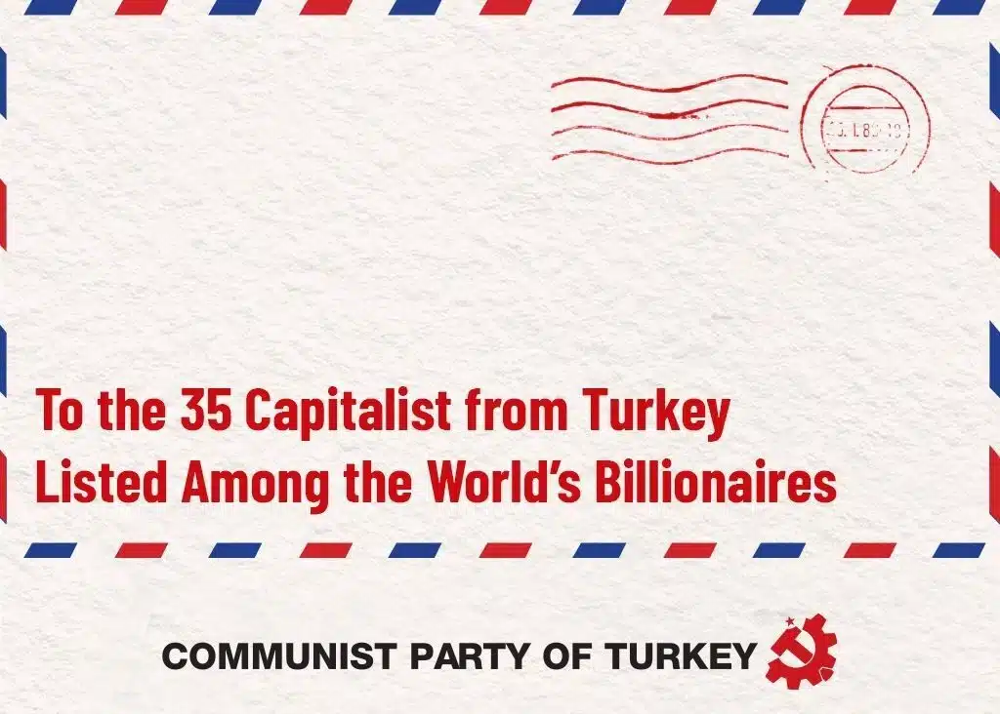 To the 35 Capitalist from Turkey
Listed Among the World's Billionaires
COMMUNIST PARTY OF TURKEY